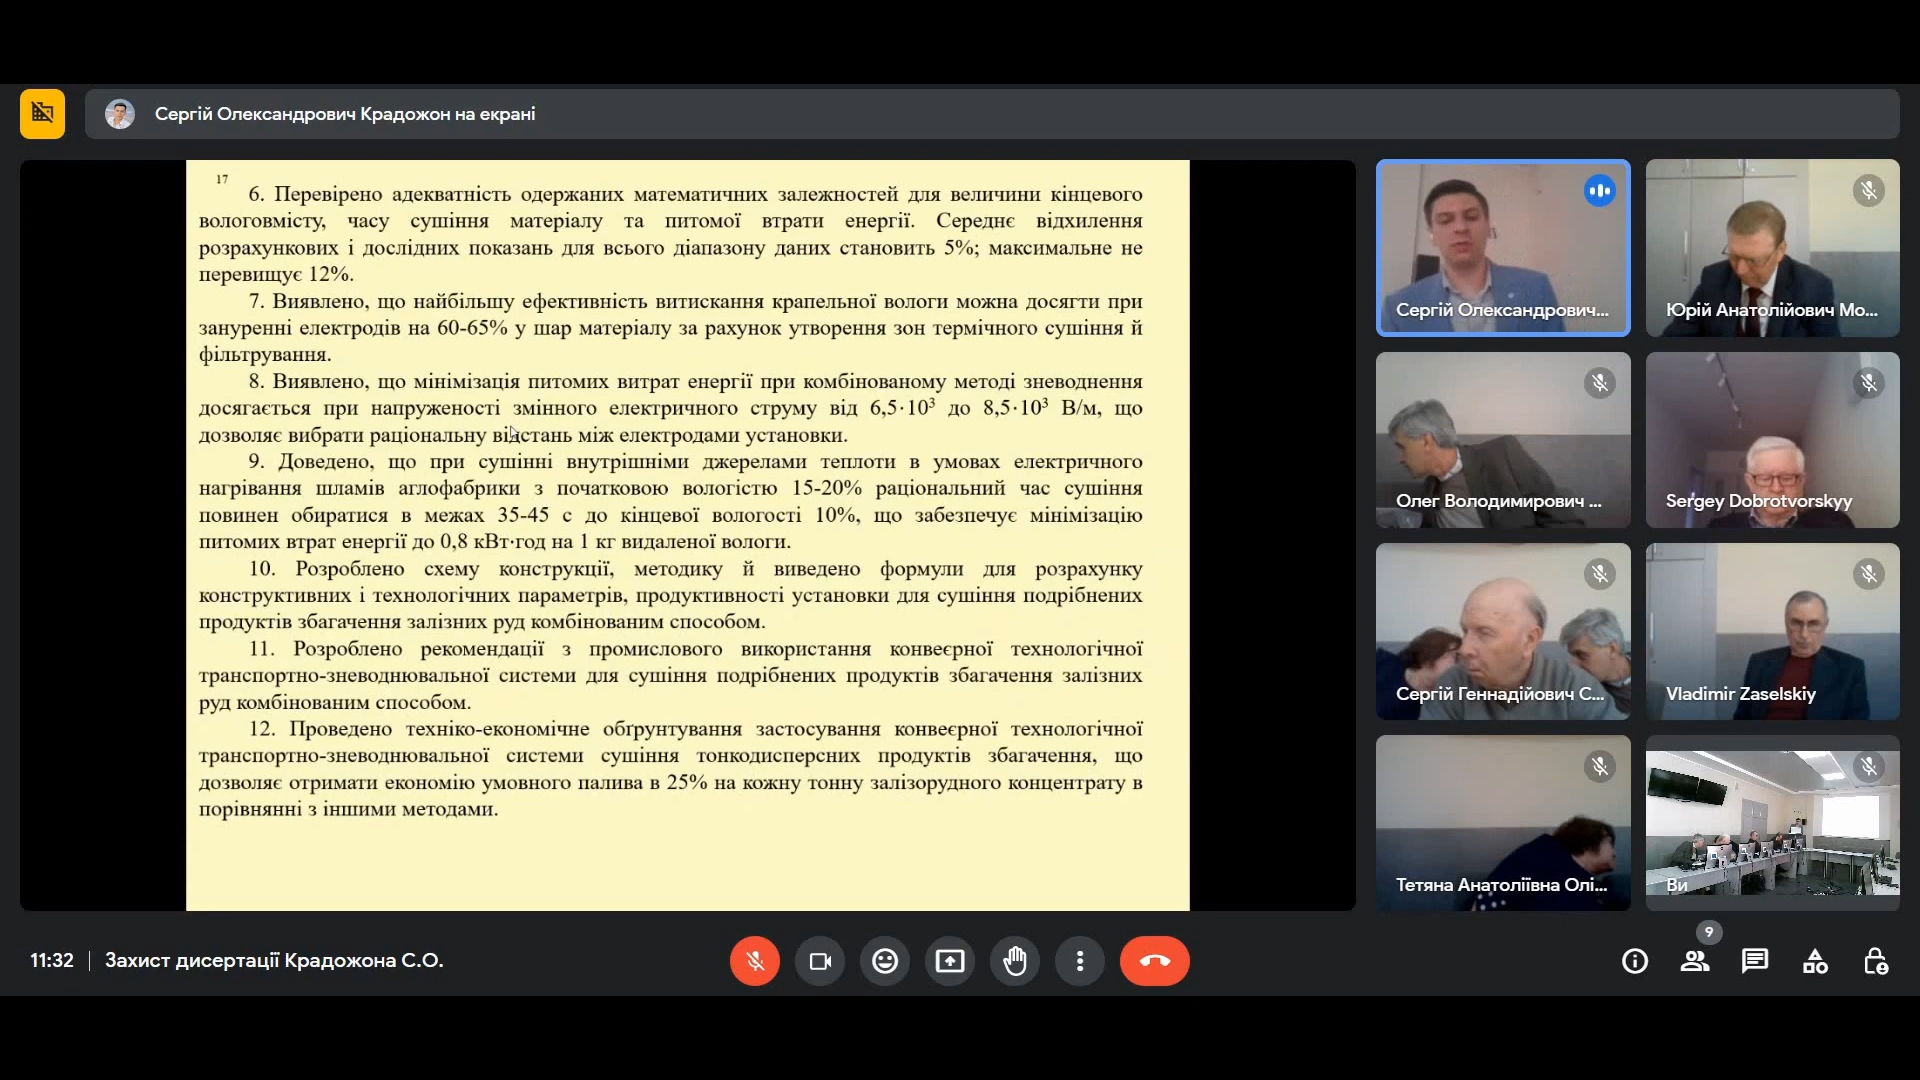 Сергій Олександрович Крадожон на екрані
17
6. Перевірено адекватність одержаних математичних залежностей для величини кінцевого
вологовмісту, часу сушіння матеріалу та питомої втрати енергії. Середнє відхилення
розрахункових і дослідних показань для всього діапазону даних становить 5%; максимальне не
перевищує 12%.
7. Виявлено, що найбільшу ефективність витискання крапельної вологи можна досягти при
зануренні електродів на 60-65% у шар матеріалу за рахунок утворення зон термічного сушіння й
фільтрування.
8. Виявлено, що мінімізація питомих витрат енергії при комбінованому методі зневоднення
досягається при напруженості змінного електричного струму від 6,5·10³ до 8,5·10³ В/м, що
дозволяє вибрати раціональну відстань між електродами установки.
9. Доведено, що при сушінні внутрішніми джерелами теплоти в умовах електричного
нагрівання шламів аглофабрики з початковою вологістю 15-20% раціональний час сушіння
повинен обиратися в межах 35-45 с до кінцевої вологості 10%, що забезпечує мінімізацію
питомих втрат енергії до 0,8 кВт·год на 1 кг видаленої вологи.
10. Розроблено схему конструкції, методику й виведено формули для розрахунку
конструктивних і технологічних параметрів, продуктивності установки для сушіння подрібнених
продуктів збагачення залізних руд комбінованим способом.
11. Розроблено рекомендації з промислового використання конвеєрної технологічної
транспортно-зневоднювальної системи для сушіння подрібнених продуктів збагачення залізних
руд комбінованим способом.
12. Проведено техніко-економічне обґрунтування застосування конвеєрної технологічної
транспортно-зневоднювальної системи сушіння тонкодисперсних продуктів збагачення, що
дозволяє отримати економію умовного палива в 25% на кожну тонну залізорудного концентрату в
порівнянні з іншими методами.
Сергій Олександрович...
Юрій Анатолійович Мо...
Олег Володимирович ...
Sergey Dobrotvorskyy
Сергій Геннадійович С...
Vladimir Zaselskiy
Тетяна Анатоліївна Олі...
Ви
11:32
Захист дисертації Крадожона С.О.
9